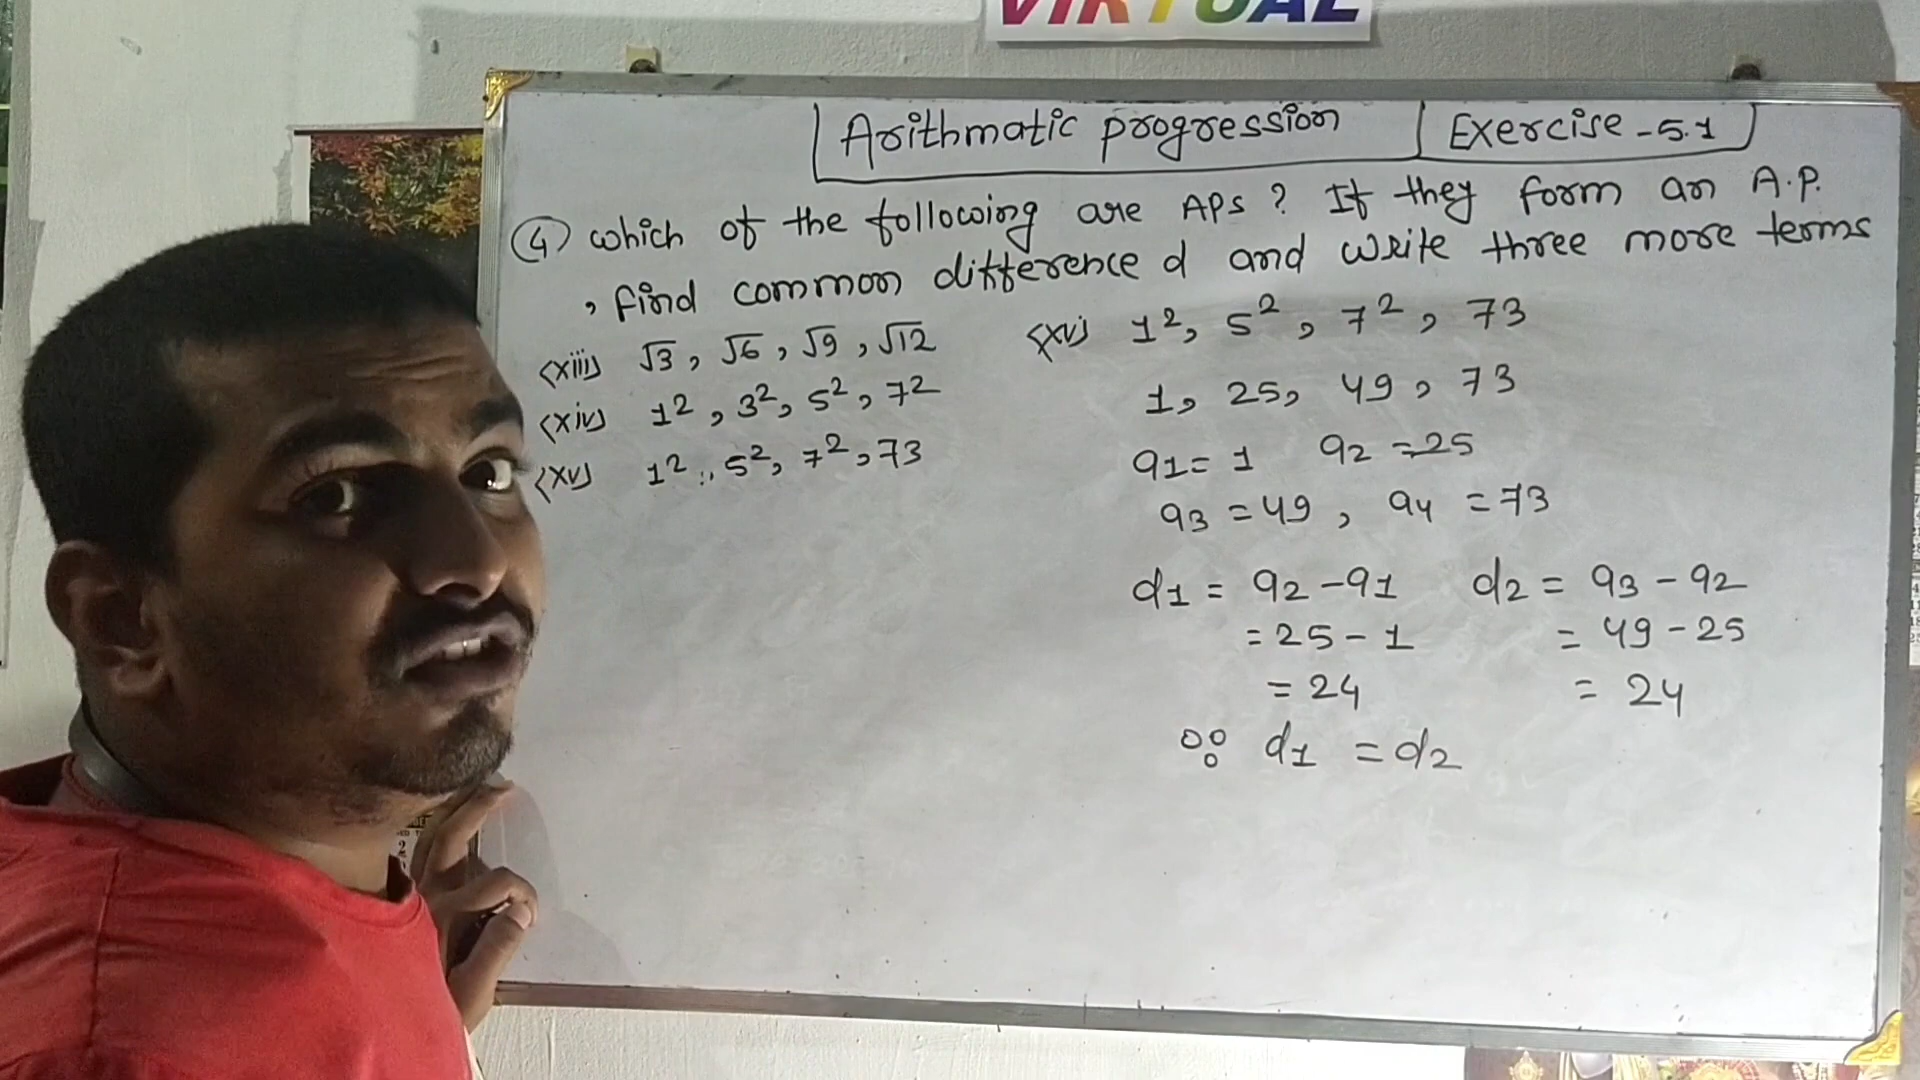 VIRTUAL
Arithmatic progression Exercise - 5.1
(4) which of the following are APs ? If they form an A.P.
, find common difference d and write three more terms
(xiii) √3, √6, √9, √12
(xiv) 1², 3², 5², 7²
(xv) 1², 5², 7², 73
(xv) 1², 5², 7², 73
1, 25, 49, 73
a1 = 1 a2 = 25
a3 = 49, a4 = 73
d1 = a2 - a1 d2 = a3 - a2
= 25 - 1 = 49 - 25
= 24 = 24
∵ d1 = d2